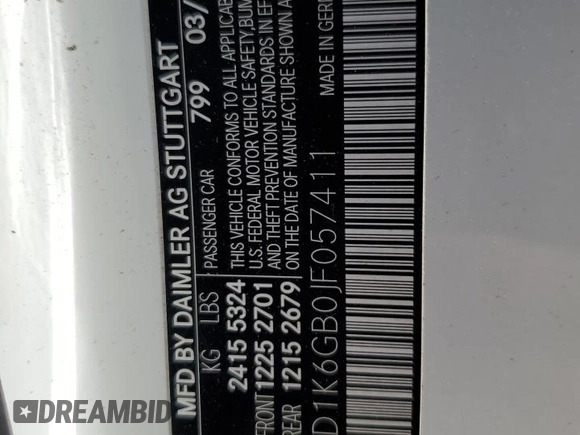 MFD BY DAIMLER AG STUTTGART
799 03/
KG LBS PASSENGER CAR
2415 5324 THIS VEHICLE CONFORMS TO ALL APPLICAB
FRONT 1225 2701 U.S. FEDERAL MOTOR VEHICLE SAFETY, BUM
REAR 1215 2679 AND THEFT PREVENTION STANDARDS IN EF
ON THE DATE OF MANUFACTURE SHOWN A
MADE IN GER
D1K6GB0JF057411
DREAMBID.COM